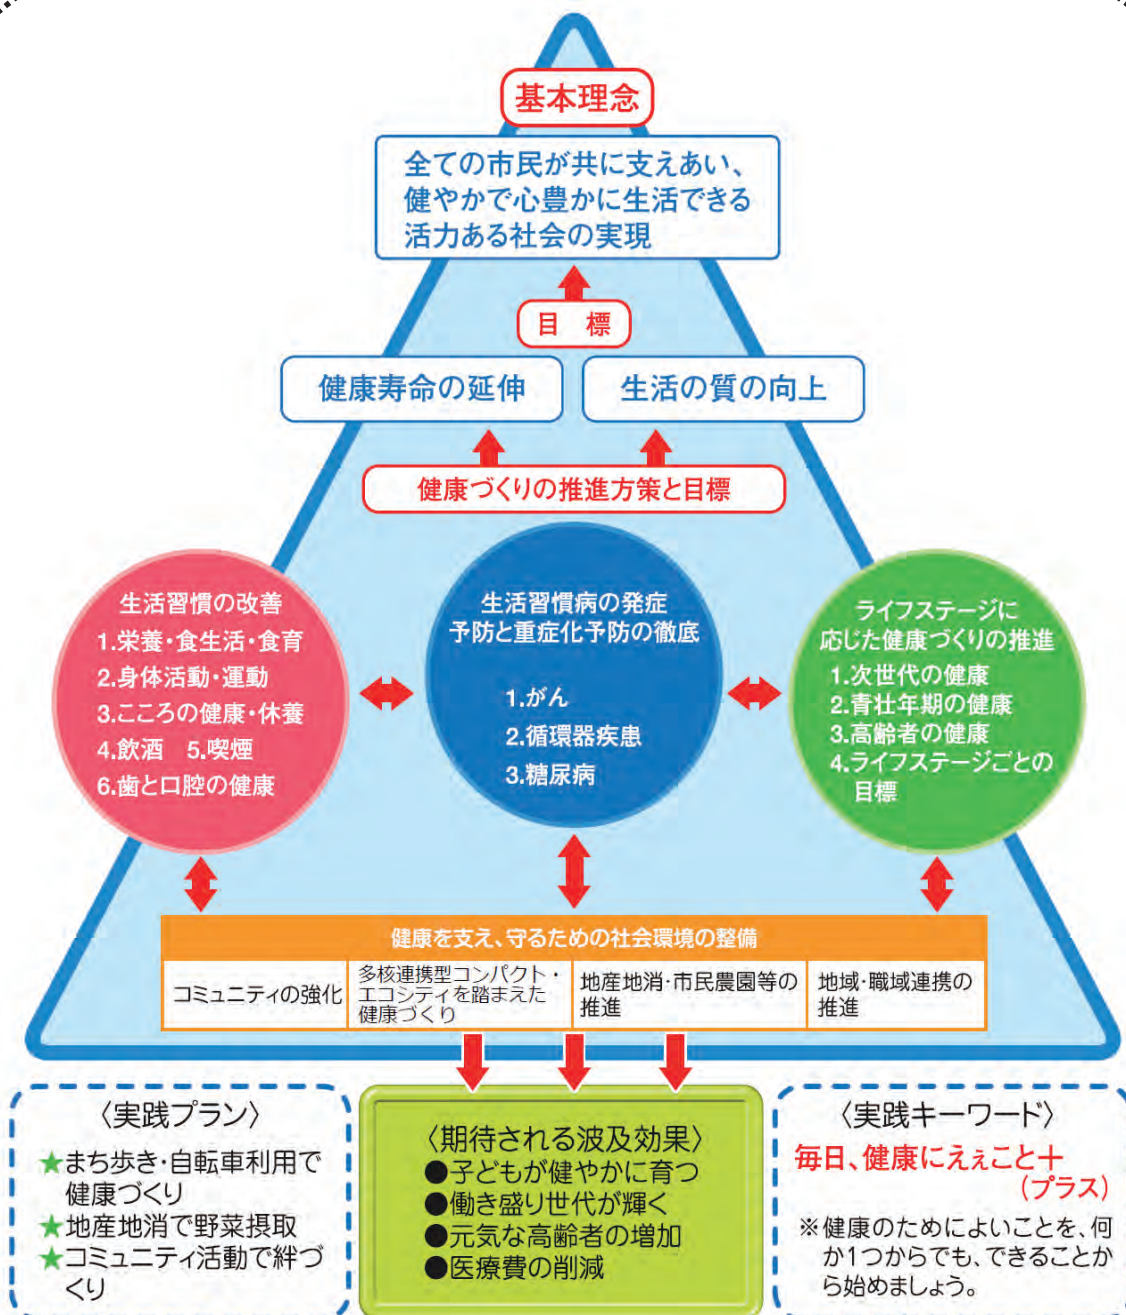 基本理念
全ての市民が共に支えあい、
健やかで心豊かに生活できる
活力ある社会の実現
目　標
健康寿命の延伸
生活の質の向上
健康づくりの推進方策と目標
生活習慣の改善
1.栄養・食生活・食育
2.身体活動・運動
3.こころの健康・休養
4.飲酒　5.喫煙
6.歯と口腔の健康
生活習慣病の発症
予防と重症化予防の徹底
1.がん
2.循環器疾患
3.糖尿病
ライフステージに
応じた健康づくりの推進
1.次世代の健康
2.青壮年期の健康
3.高齢者の健康
4.ライフステージごとの
目標
健康を支え、守るための社会環境の整備
コミュニティの強化
多核連携型コンパクト・
エコシティを踏まえた
健康づくり
地産地消・市民農園等の
推進
地域・職域連携の
推進
〈実践プラン〉
★まち歩き・自転車利用で
健康づくり
★地産地消で野菜摂取
★コミュニティ活動で絆づ
くり
〈期待される波及効果〉
●子どもが健やかに育つ
●働き盛り世代が輝く
●元気な高齢者の増加
●医療費の削減
〈実践キーワード〉
毎日、健康にえぇこと＋
（プラス）
※健康のためによいことを、何
か1つからでも、できることか
ら始めましょう。